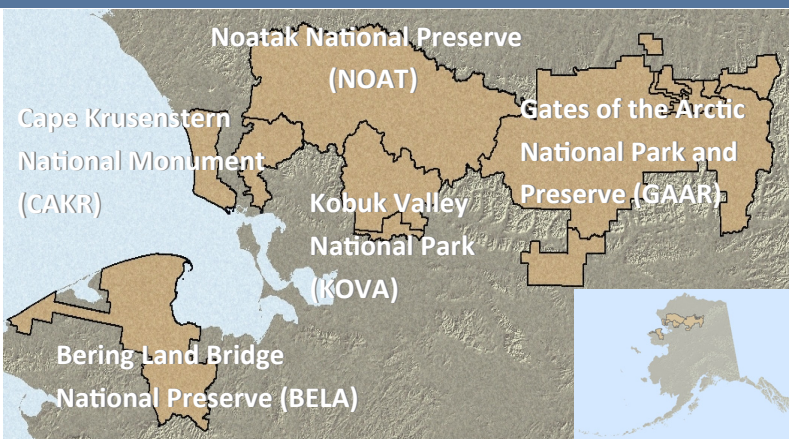 Noatak National Preserve
(NOAT)
Cape Krusenstern
National Monument
(CAKR)
Gates of the Arctic
National Park and
Preserve (GAAR)
Kobuk Valley
National Park
(KOVA)
Bering Land Bridge
National Preserve (BELA)